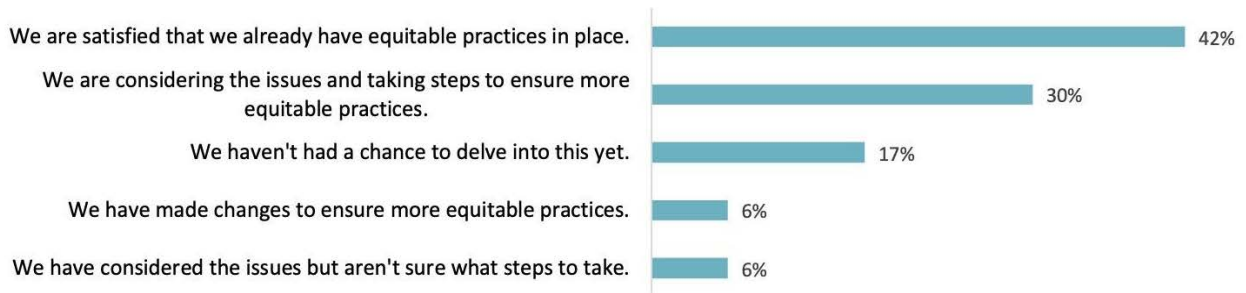 We are satisfied that we already have equitable practices in place.
42%
We are considering the issues and taking steps to ensure more
equitable practices.
30%
We haven't had a chance to delve into this yet.
17%
We have made changes to ensure more equitable practices.
6%
We have considered the issues but aren't sure what steps to take.
6%